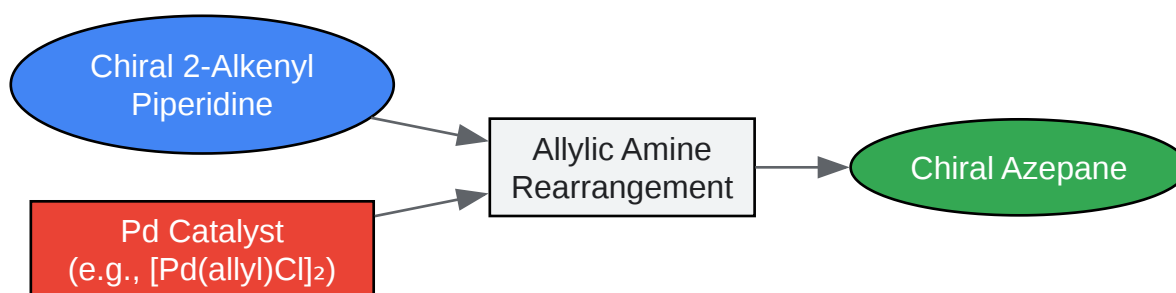 Chiral 2-Alkenyl
Piperidine
Pd Catalyst
(e.g., [Pd(allyl)Cl]₂)
Allylic Amine
Rearrangement
Chiral Azepane